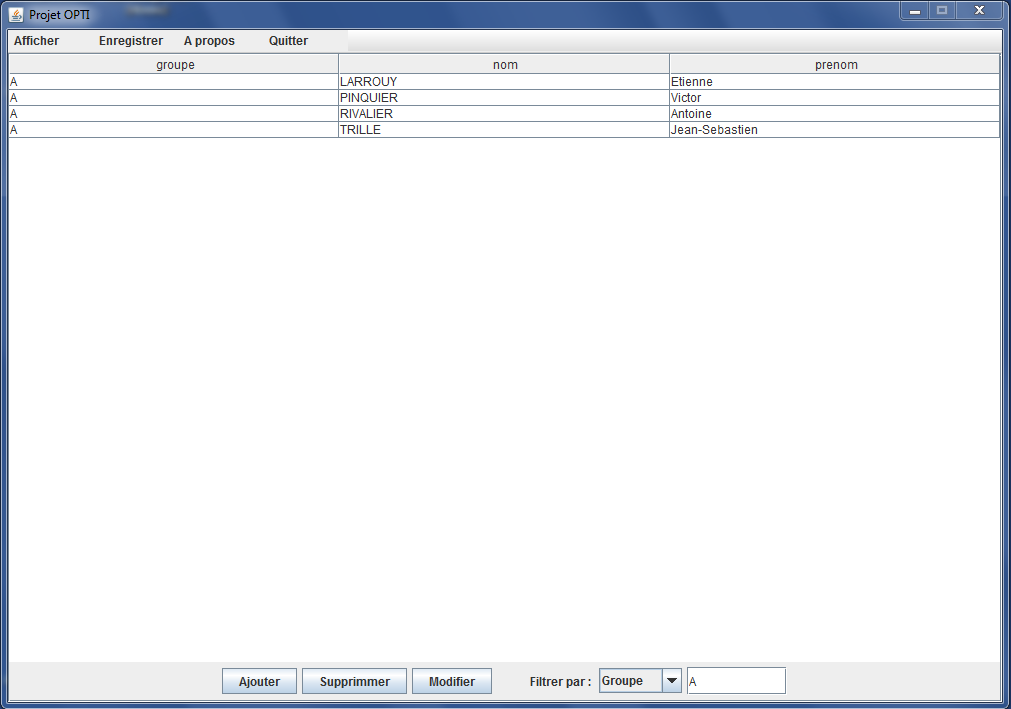 Projet OPTI
Afficher Enregistrer A propos Quitter
groupe nom prenom
A LARROUY Etienne
A PINQUIER Victor
A RIVALIER Antoine
A TRILLE Jean-Sebastien
Ajouter Supprimmer Modifier Filtrer par : Groupe A